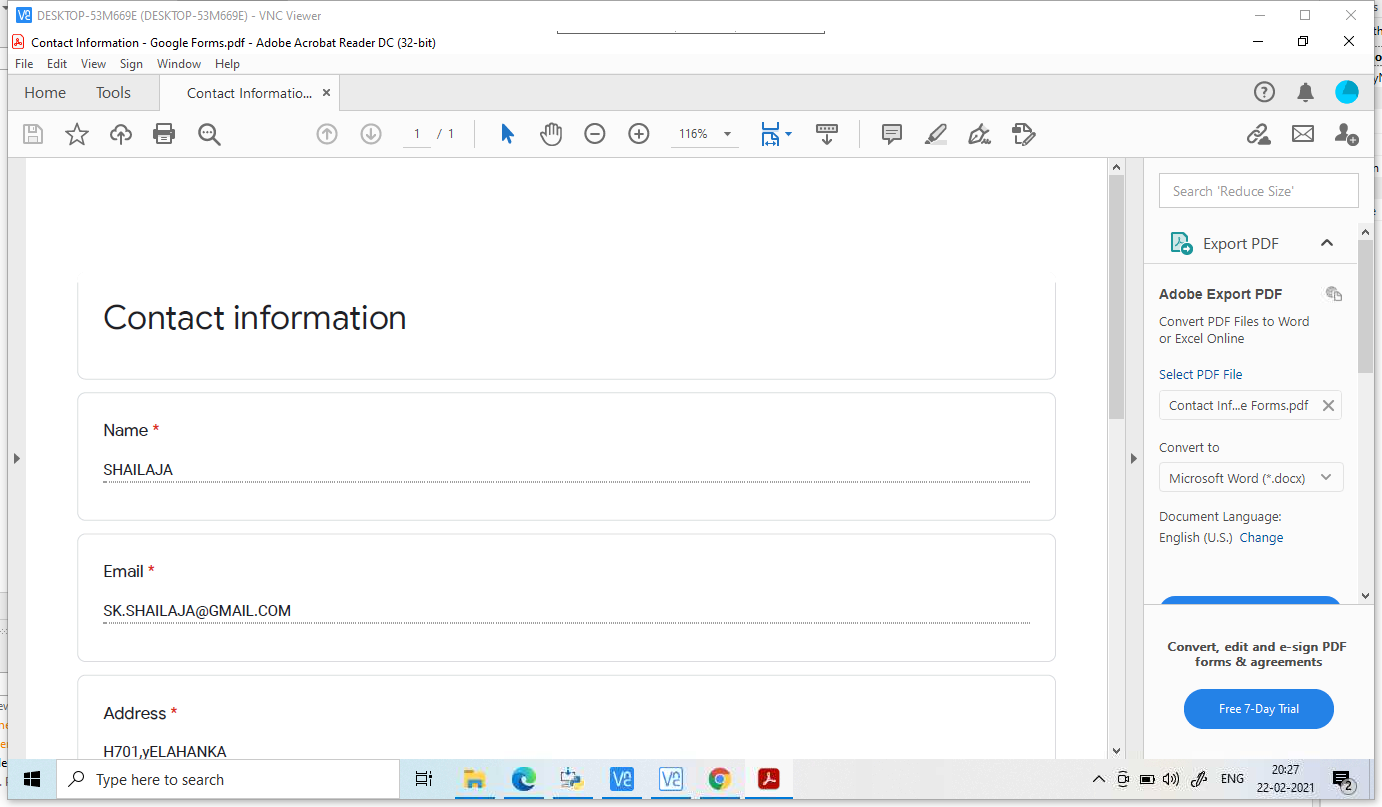 DESKTOP-53M669E (DESKTOP-53M669E) - VNC Viewer
Contact Information - Google Forms.pdf - Adobe Acrobat Reader DC (32-bit)
File Edit View Sign Window Help
Home Tools Contact Informatio...
1 / 1 116%
Search 'Reduce Size'
Export PDF
Adobe Export PDF
Convert PDF Files to Word
or Excel Online
Select PDF File
Contact Inf...e Forms.pdf
Convert to
Microsoft Word (*.docx)
Document Language:
English (U.S.) Change
Convert, edit and e-sign PDF
forms & agreements
Free 7-Day Trial
Contact information
Name *
SHAILAJA
Email *
SK.SHAILAJA@GMAIL.COM
Address *
H701,yELAHANKA
Type here to search
ENG
20:27
22-02-2021
2